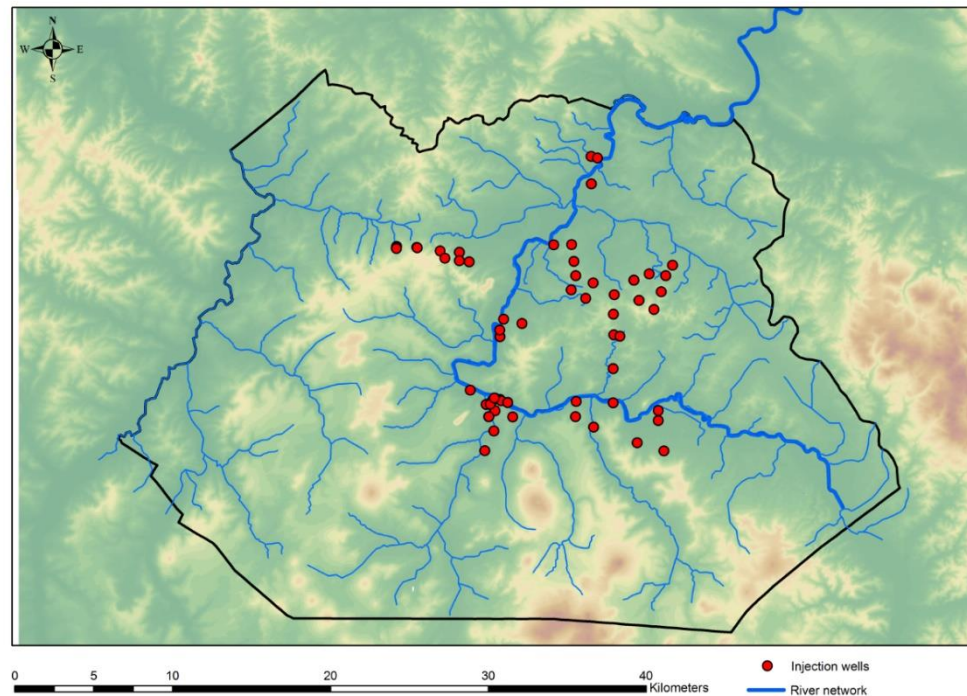 N
W E
S
Injection wells
0 5 10 20 30 40 Kilometers
River network